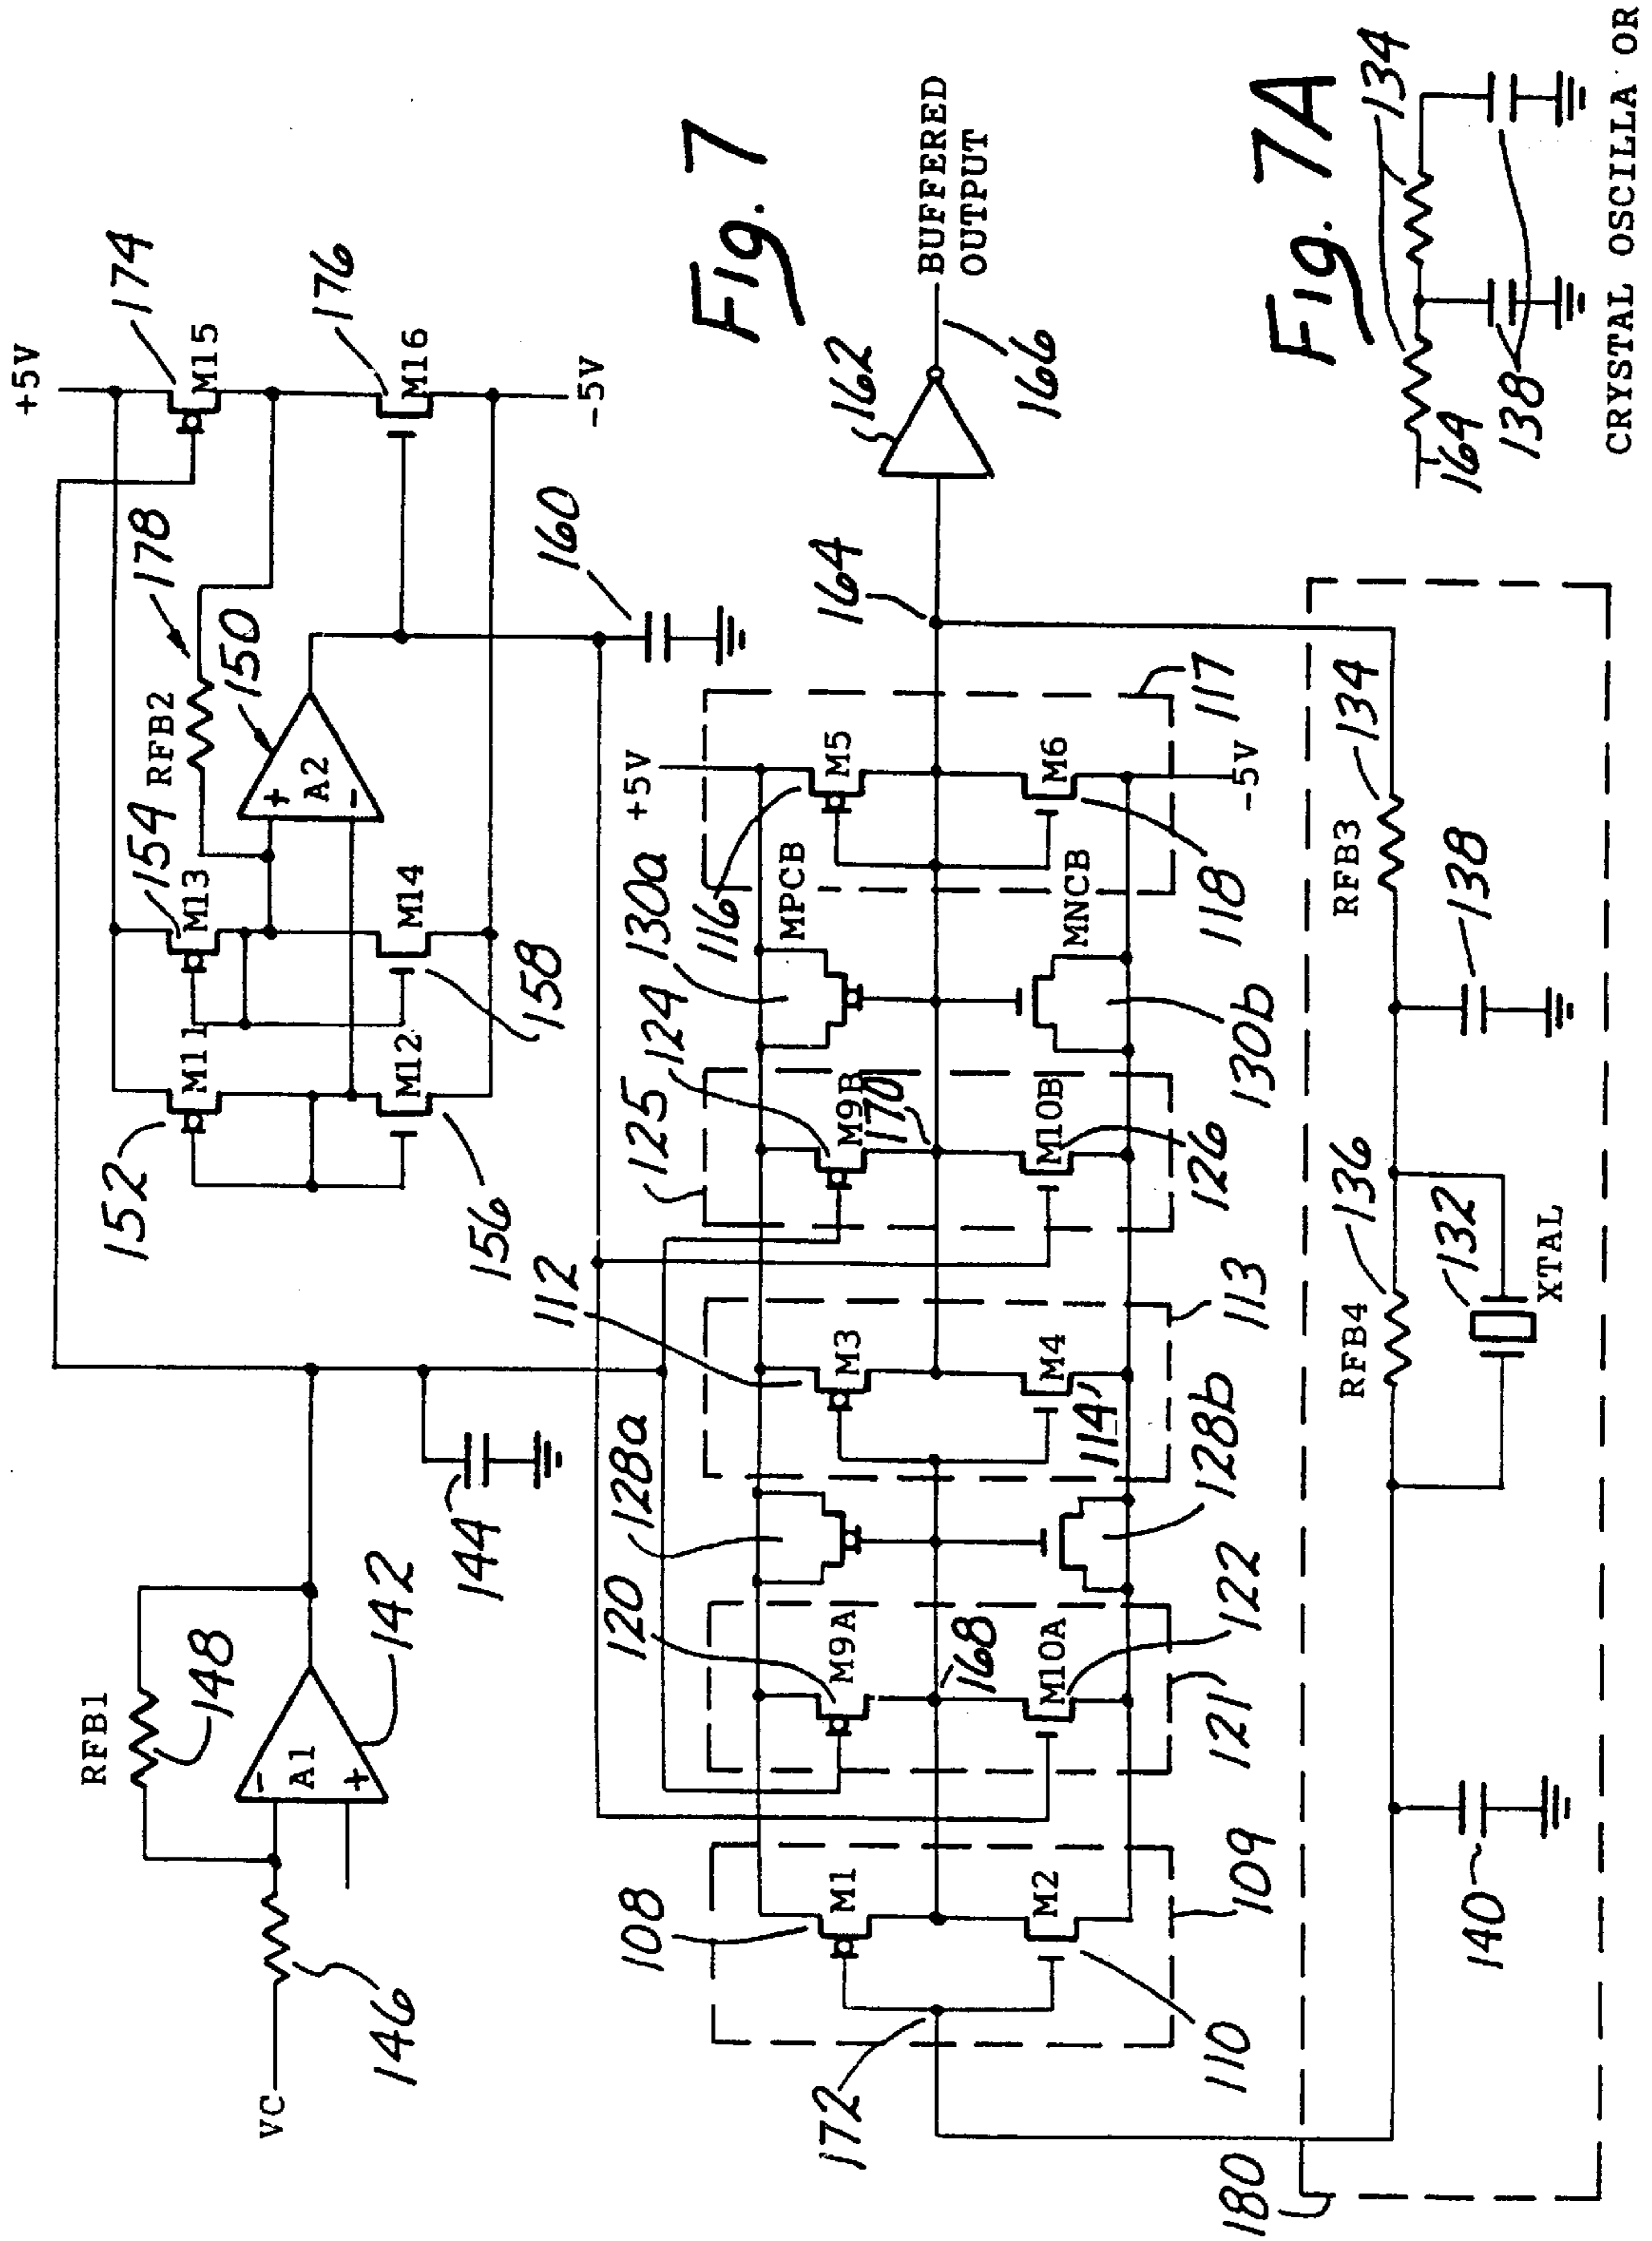 +5V
174
M15
176
M16
-5V
178
RFB2
150
A2
+
-
154
M13
M14
158
152
M11
M12
156
160
RFB1
148
A1
-
+
142
VC
146
144
Fig. 7
+5V
-5V
108
M1
M2
110
109
172
120
M9A
M10A
122
121
168
128a
128b
112
M3
M4
114
113
125
124
M9B
170
M10B
126
130a
MPCB
MNCB
130b
116
M5
M6
118
117
164
162
166
BUFFERED
OUTPUT
180
140
RFB4
136
132
XTAL
138
RFB3
134
Fig. 7A
164
134
138
CRYSTAL OSCILLA OR